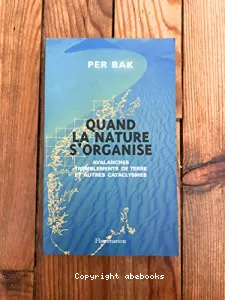 PER BAK
QUAND
LA NATURE
S'ORGANISE
AVALANCHES
TREMBLEMENTS DE TERRE
ET AUTRES CATACLYSMES
Flammarion
Copyright abebooks